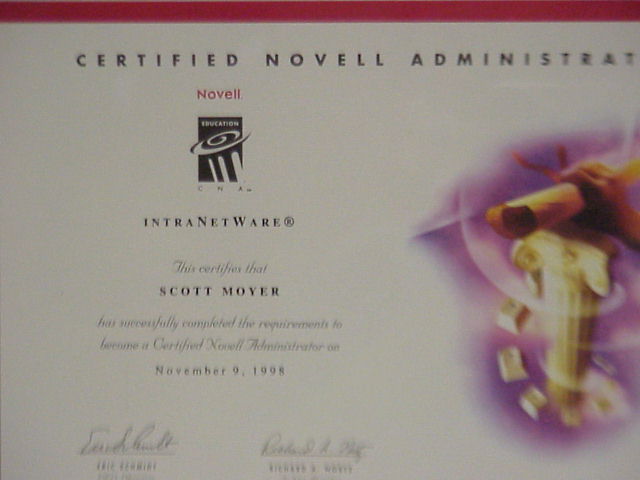 CERTIFIED NOVELL ADMINISTRAT
Novell.
EDUCATION
CNA
INTRANETWARE®
This certifies that
SCOTT MOYER
has successfully completed the requirements to
become a Certified Novell Administrator on
November 9, 1998
ERIC SCHMIDT
RICHARD